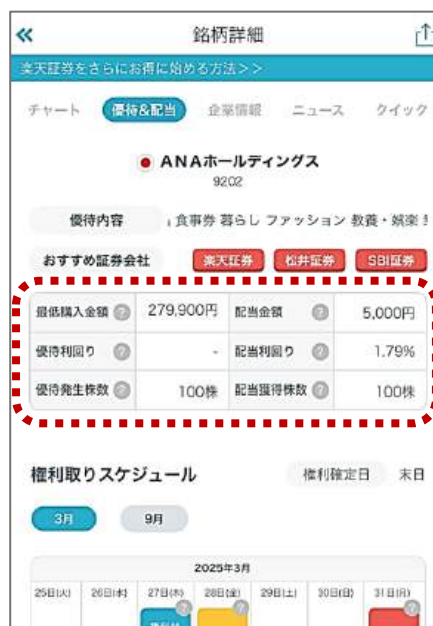 銘柄詳細
楽天証券をさらにお得に始める方法>>
チャート 優待&配当 企業情報 ニュース クイック
ANAホールディングス
9202
優待内容 食事券 暮らし ファッション 教養・娯楽
おすすめ証券会社 楽天証券 松井証券 SBI証券
最低購入金額 ? 279,900円 配当金額 ? 5,000円
優待利回り ? - 配当利回り ? 1.79%
優待発生株数 ? 100株 配当獲得株数 ? 100株
権利取りスケジュール 権利確定日 末日
3月 9月
2025年3月
25日(火) 26日(水) 27日(木) 28日(金) 29日(土) 30日(日) 31日(月)